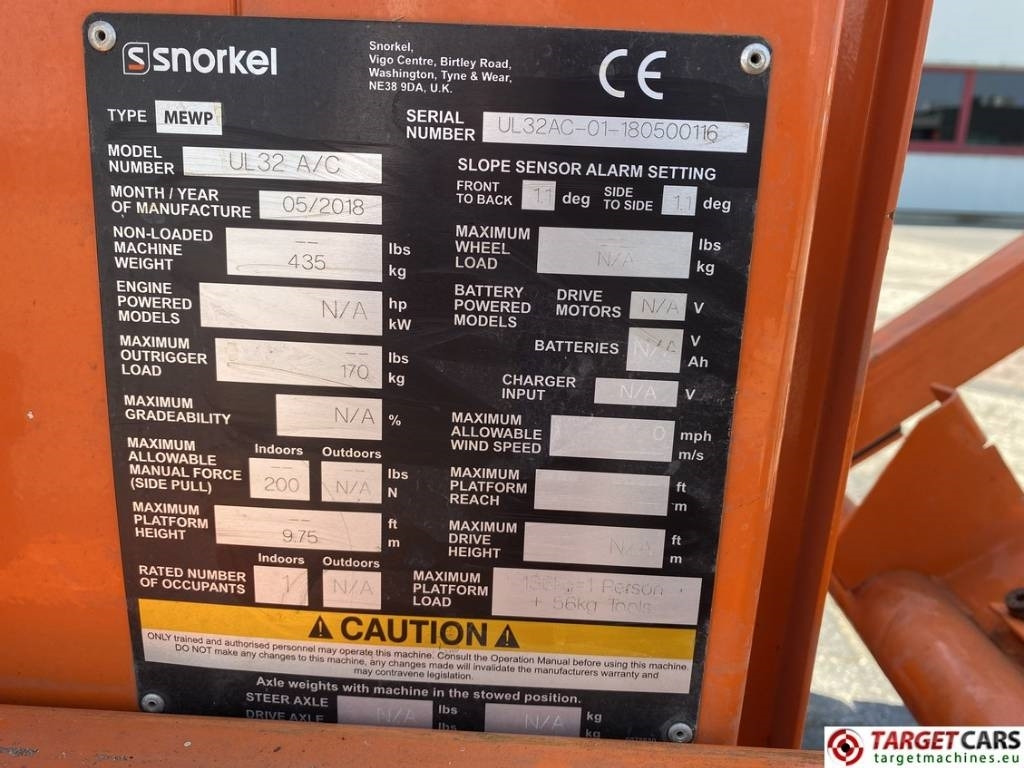 snorkel
Snorkel,
Vigo Centre, Birtley Road,
Washington, Tyne & Wear,
NE38 9DA, U.K.
CE
TYPE MEWP
SERIAL NUMBER UL32AC-01-180500116
MODEL NUMBER UL32 A/C
MONTH / YEAR OF MANUFACTURE 05/2018
NON-LOADED MACHINE WEIGHT -- lbs
435 kg
ENGINE POWERED MODELS N/A hp
kW
MAXIMUM OUTRIGGER LOAD -- lbs
170 kg
MAXIMUM GRADEABILITY N/A %
MAXIMUM ALLOWABLE MANUAL FORCE (SIDE PULL)
Indoors Outdoors
-- -- lbs
200 N/A N
MAXIMUM PLATFORM HEIGHT -- ft
9.75 m
Indoors Outdoors
RATED NUMBER OF OCCUPANTS 1 N/A
SLOPE SENSOR ALARM SETTING
FRONT TO BACK 1.1 deg SIDE TO SIDE 1.1 deg
MAXIMUM WHEEL LOAD -- lbs
N/A kg
BATTERY POWERED MODELS
DRIVE MOTORS N/A V
BATTERIES N/A V
Ah
CHARGER INPUT N/A V
MAXIMUM ALLOWABLE WIND SPEED 0 mph
m/s
MAXIMUM PLATFORM REACH ft
m
MAXIMUM DRIVE HEIGHT N/A ft
m
MAXIMUM PLATFORM LOAD
1 Person
+ 56kg Tools
CAUTION
ONLY trained and authorised personnel may operate this machine. Consult the Operation Manual before using this machine.
DO NOT make any changes to this machine, any changes made will invalidate the manufacturers warranty and
may contravene legislation.
Axle weights with machine in the stowed position.
STEER AXLE N/A lbs N/A kg
DRIVE AXLE lbs kg
TARGETCARS
targetmachines.eu